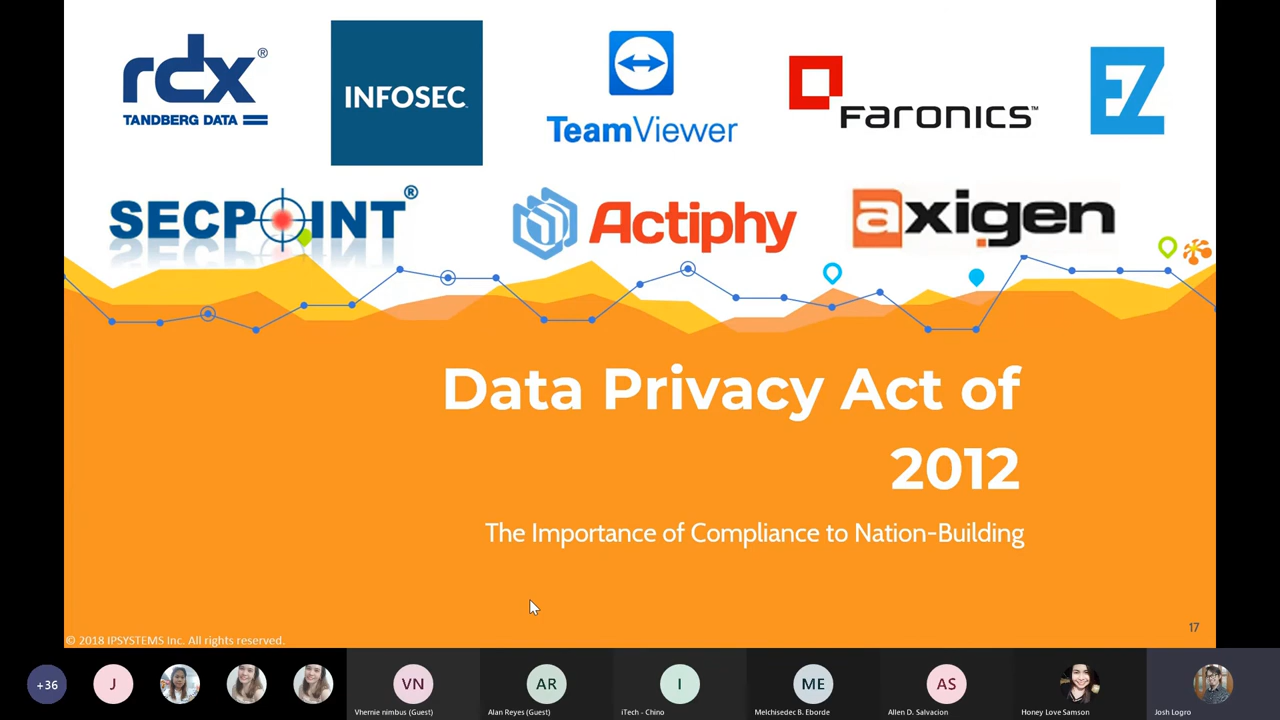 rdx®
TANDBERG DATA
INFOSEC
TeamViewer
FARONICS™
EZ
SECPOINT®
Actiphy
axigen
Data Privacy Act of
2012
The Importance of Compliance to Nation-Building
17
© 2018 IPSYSTEMS Inc. All rights reserved.
+36
J
VN
AR
I
ME
AS
Vhernie nimbus (Guest)
Alan Reyes (Guest)
iTech - Chino
Melchisedec B. Eborde
Allen D. Salvacion
Honey Love Samson
Josh Logro